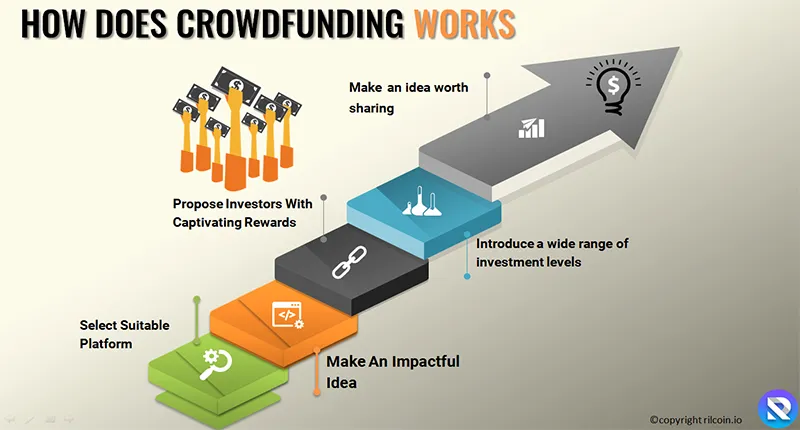 HOW DOES CROWDFUNDING WORKS
Make an idea worth
sharing
$
Propose Investors With
Captivating Rewards
Introduce a wide range of
investment levels
</>
Select Suitable
Platform
Make An Impactful
Idea
©copyright rilcoin.io